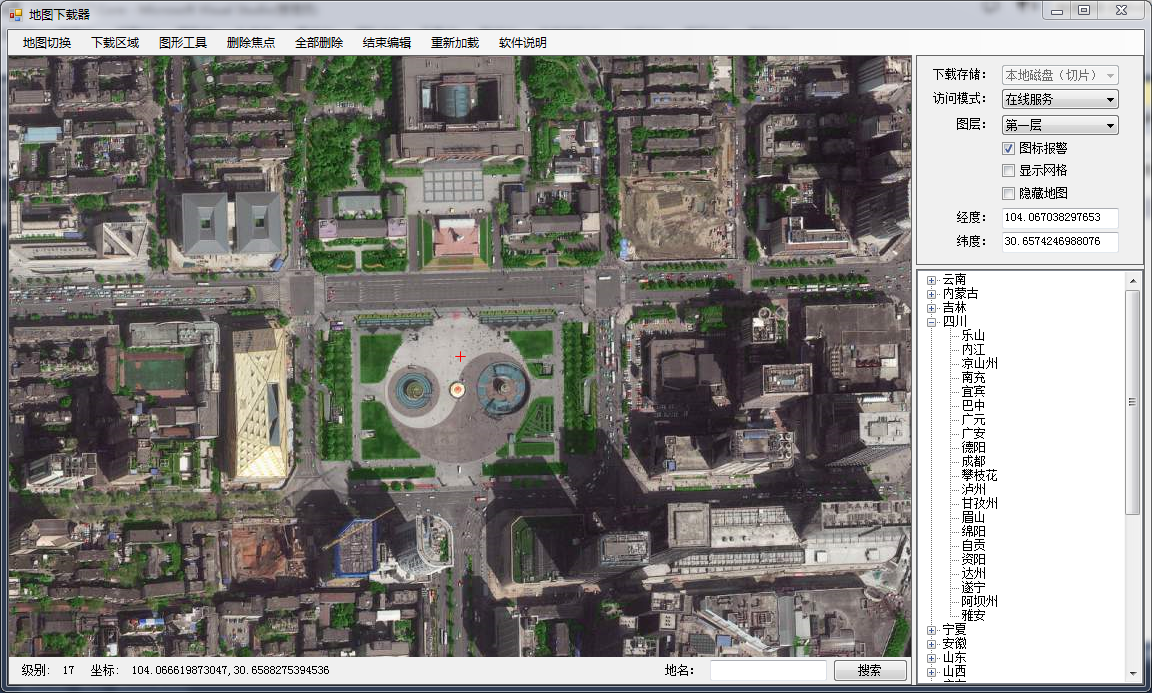 地图下载器
地图切换 下载区域 图形工具 删除焦点 全部删除 结束编辑 重新加载 软件说明
下载存储: 本地磁盘（切片）
访问模式: 在线服务
图层: 第一层
图标报警
显示网格
隐藏地图
经度: 104.067038297653
纬度: 30.6574246988076
云南
内蒙古
吉林
四川
乐山
内江
凉山州
南充
宜宾
巴中
广元
广安
德阳
成都
攀枝花
泸州
甘孜州
眉山
绵阳
自贡
资阳
达州
遂宁
阿坝州
雅安
宁夏
安徽
山东
山西
级别: 17 坐标: 104.066619873047,30.6588275394536 地名: 搜索